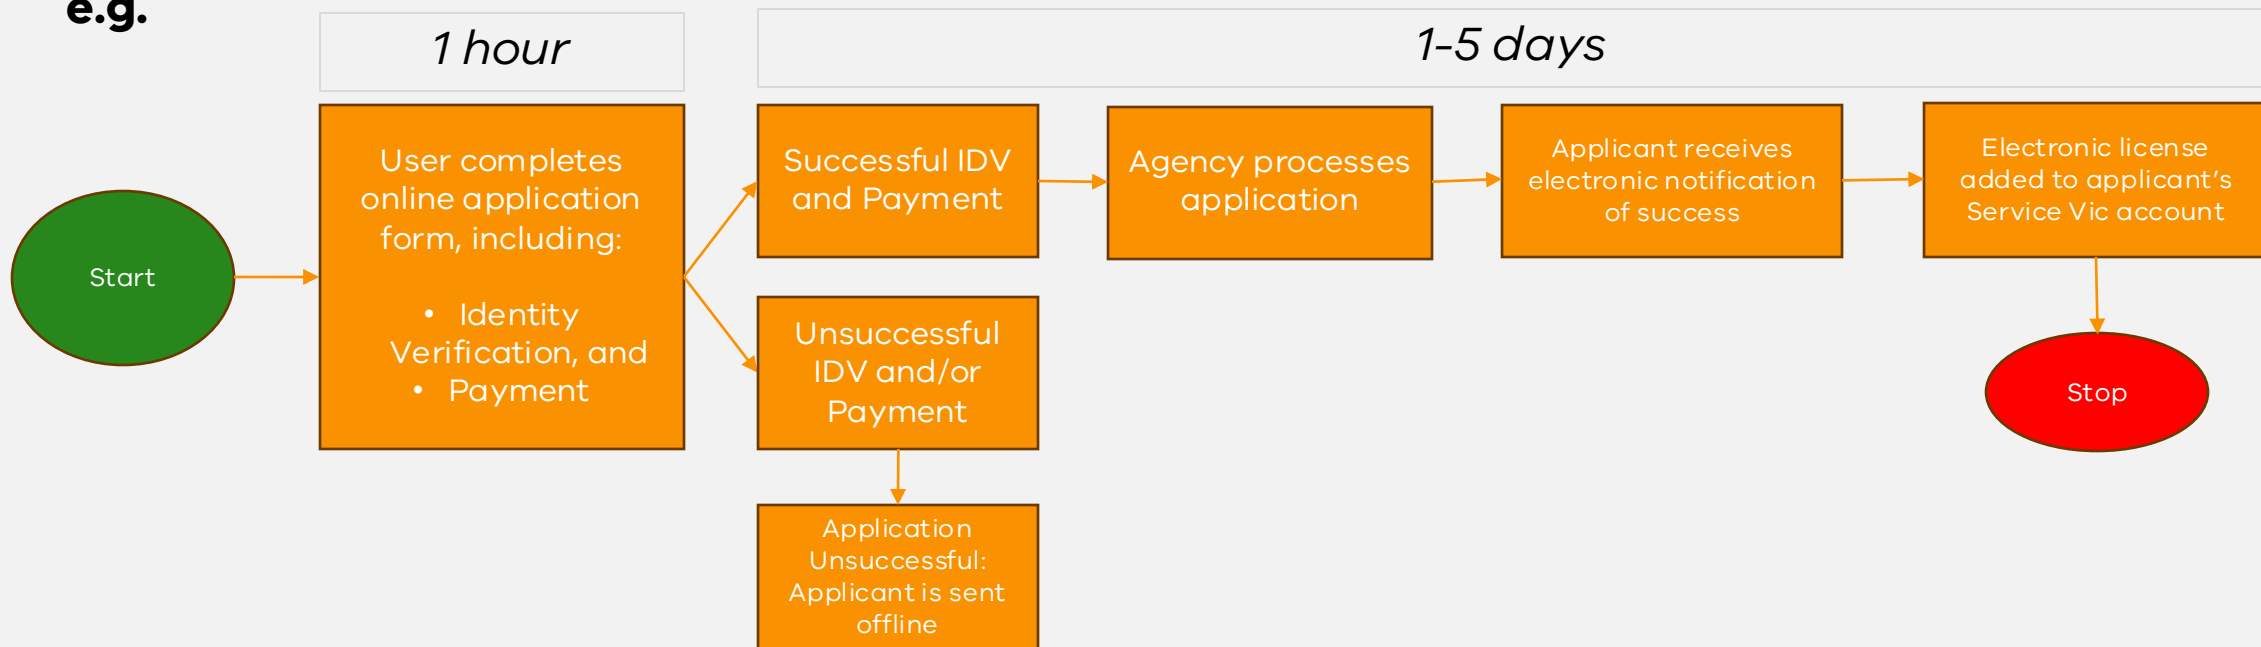 e.g.
1 hour
1-5 days
Start
User completes
online application
form, including:
• Identity
Verification, and
• Payment
Successful IDV
and Payment
Agency processes
application
Applicant receives
electronic notification
of success
Electronic license
added to applicant’s
Service Vic account
Unsuccessful
IDV and/or
Payment
Application
Unsuccessful:
Applicant is sent
offline
Stop